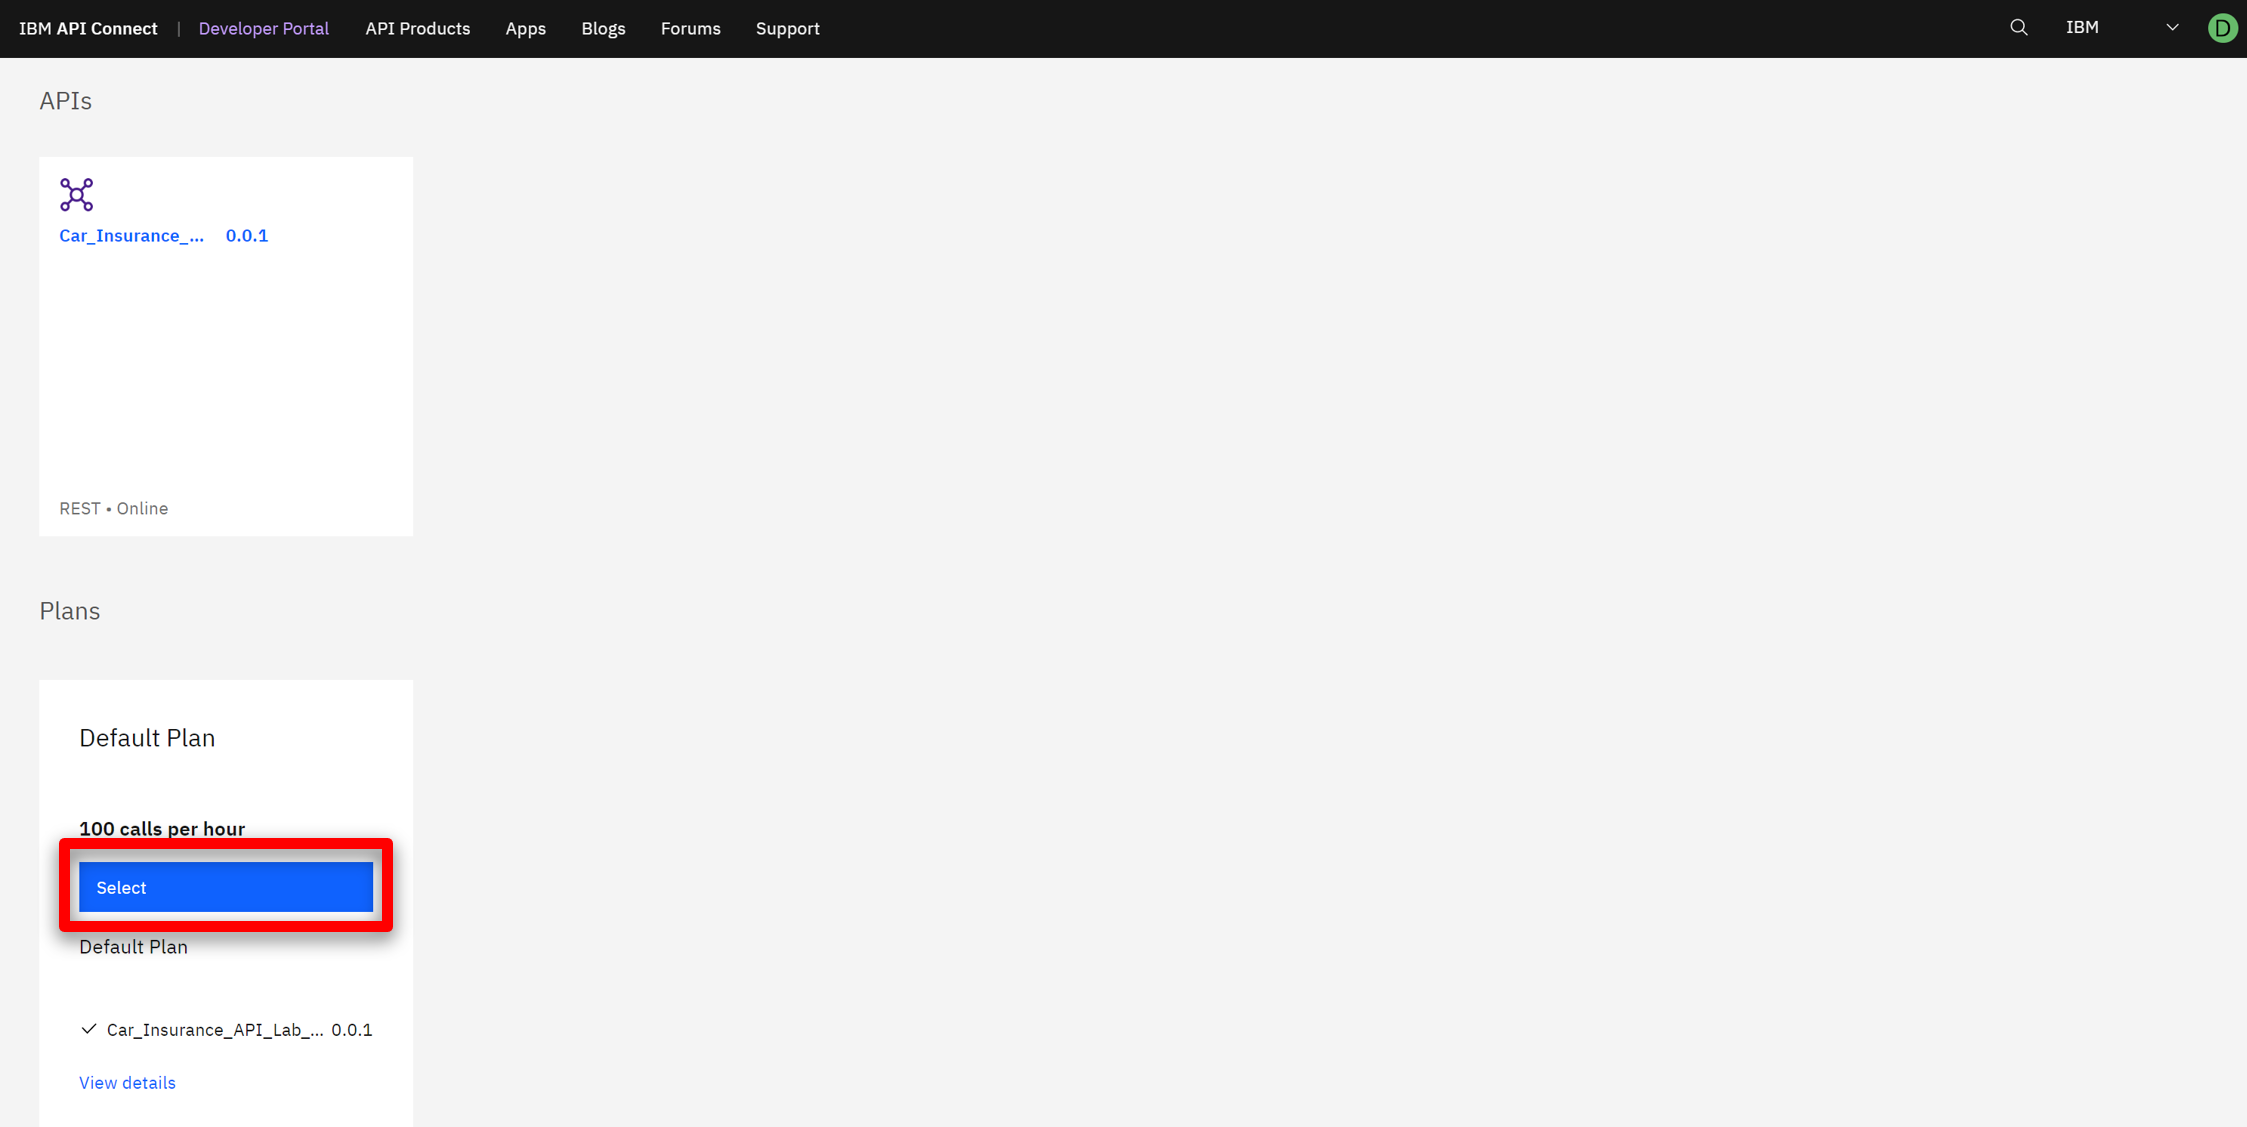 IBM API Connect | Developer Portal API Products Apps Blogs Forums Support IBM D
APIs
Car_Insurance_... 0.0.1
REST • Online
Plans
Default Plan
100 calls per hour
Select
Default Plan
Car_Insurance_API_Lab_... 0.0.1
View details